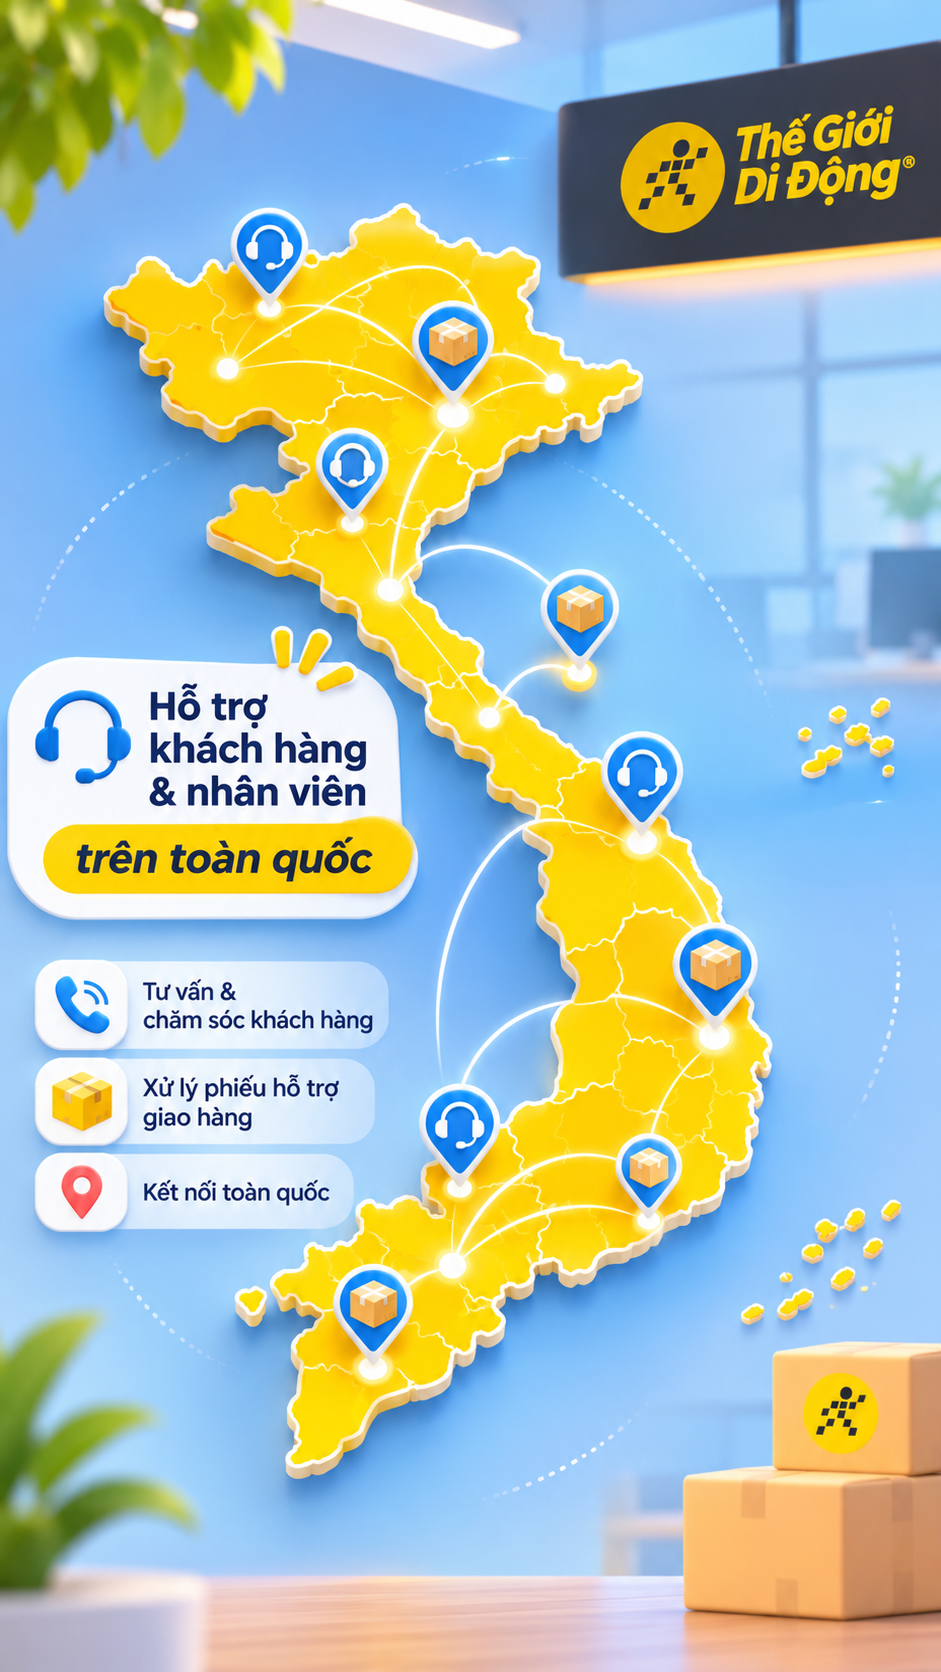 Thế Giới
Di Động®
Hỗ trợ
khách hàng
& nhân viên
trên toàn quốc
Tư vấn &
chăm sóc khách hàng
Xử lý phiếu hỗ trợ
giao hàng
Kết nối toàn quốc